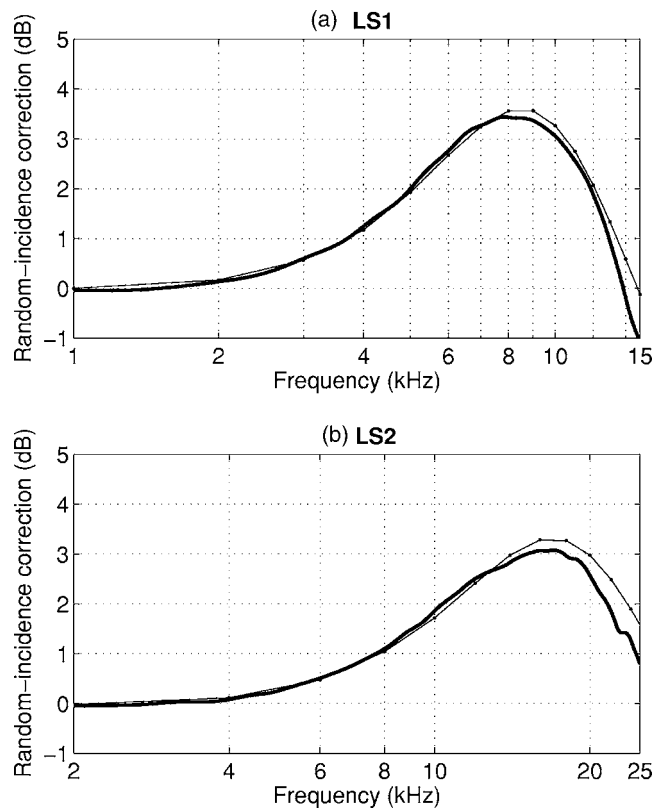 (a) LS1
Random-incidence correction (dB)
5
4
3
2
1
0
-1
1 2 4 6 8 10 15
Frequency (kHz)
(b) LS2
Random-incidence correction (dB)
5
4
3
2
1
0
-1
2 4 6 8 10 20 25
Frequency (kHz)